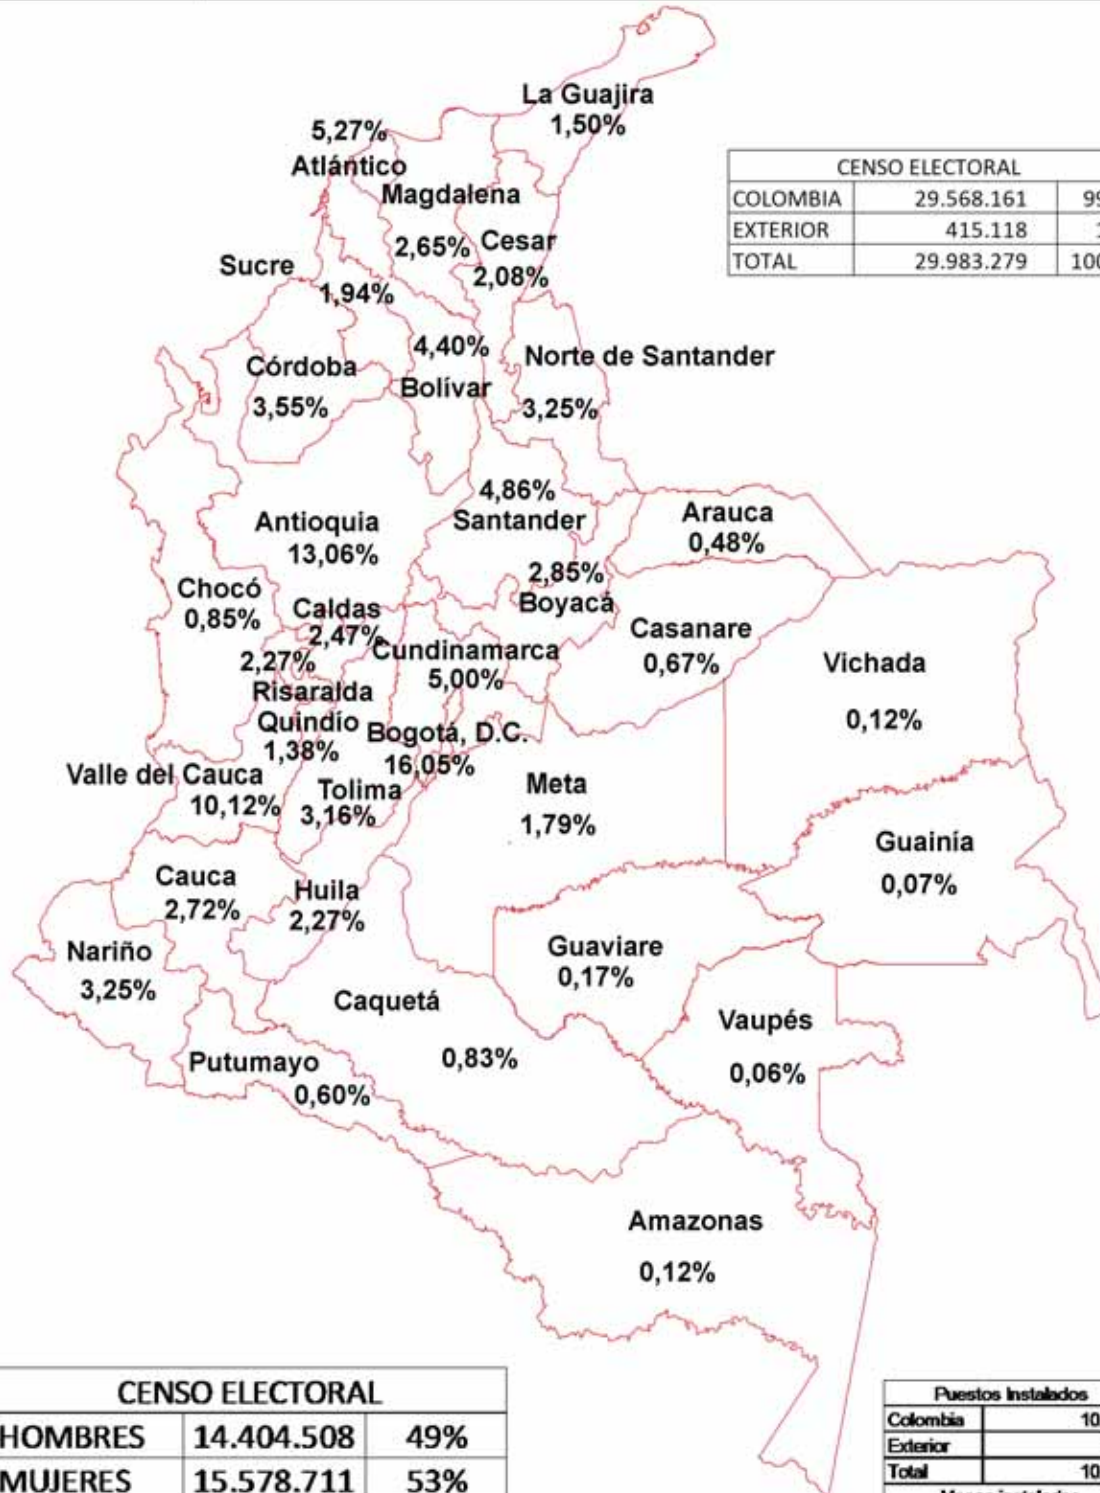 La Guajira
1,50%
5,27%
Atlántico
Magdalena
2,65%
Cesar
2,08%
Sucre
1,94%
CENSO ELECTORAL
COLOMBIA 29.568.161 99
EXTERIOR 415.118 1
TOTAL 29.983.279 100
4,40%
Bolívar
Norte de Santander
3,25%
Córdoba
3,55%
4,86%
Santander
Arauca
0,48%
Antioquia
13,06%
2,85%
Boyacá
Chocó
0,85%
Caldas
2,47%
Casanare
0,67%
Cundinamarca
5,00%
Vichada
0,12%
2,27%
Risaralda
Quindío
1,38%
Bogotá, D.C.
16,05%
Valle del Cauca
10,12%
Tolima
3,16%
Meta
1,79%
Guainía
0,07%
Cauca
2,72%
Huila
2,27%
Nariño
3,25%
Guaviare
0,17%
Caquetá
0,83%
Vaupés
0,06%
Putumayo
0,60%
Amazonas
0,12%
CENSO ELECTORAL
HOMBRES 14.404.508 49%
MUJERES 15.578.711 53%
Puestos Instalados
Colombia 10
Exterior
Total 10